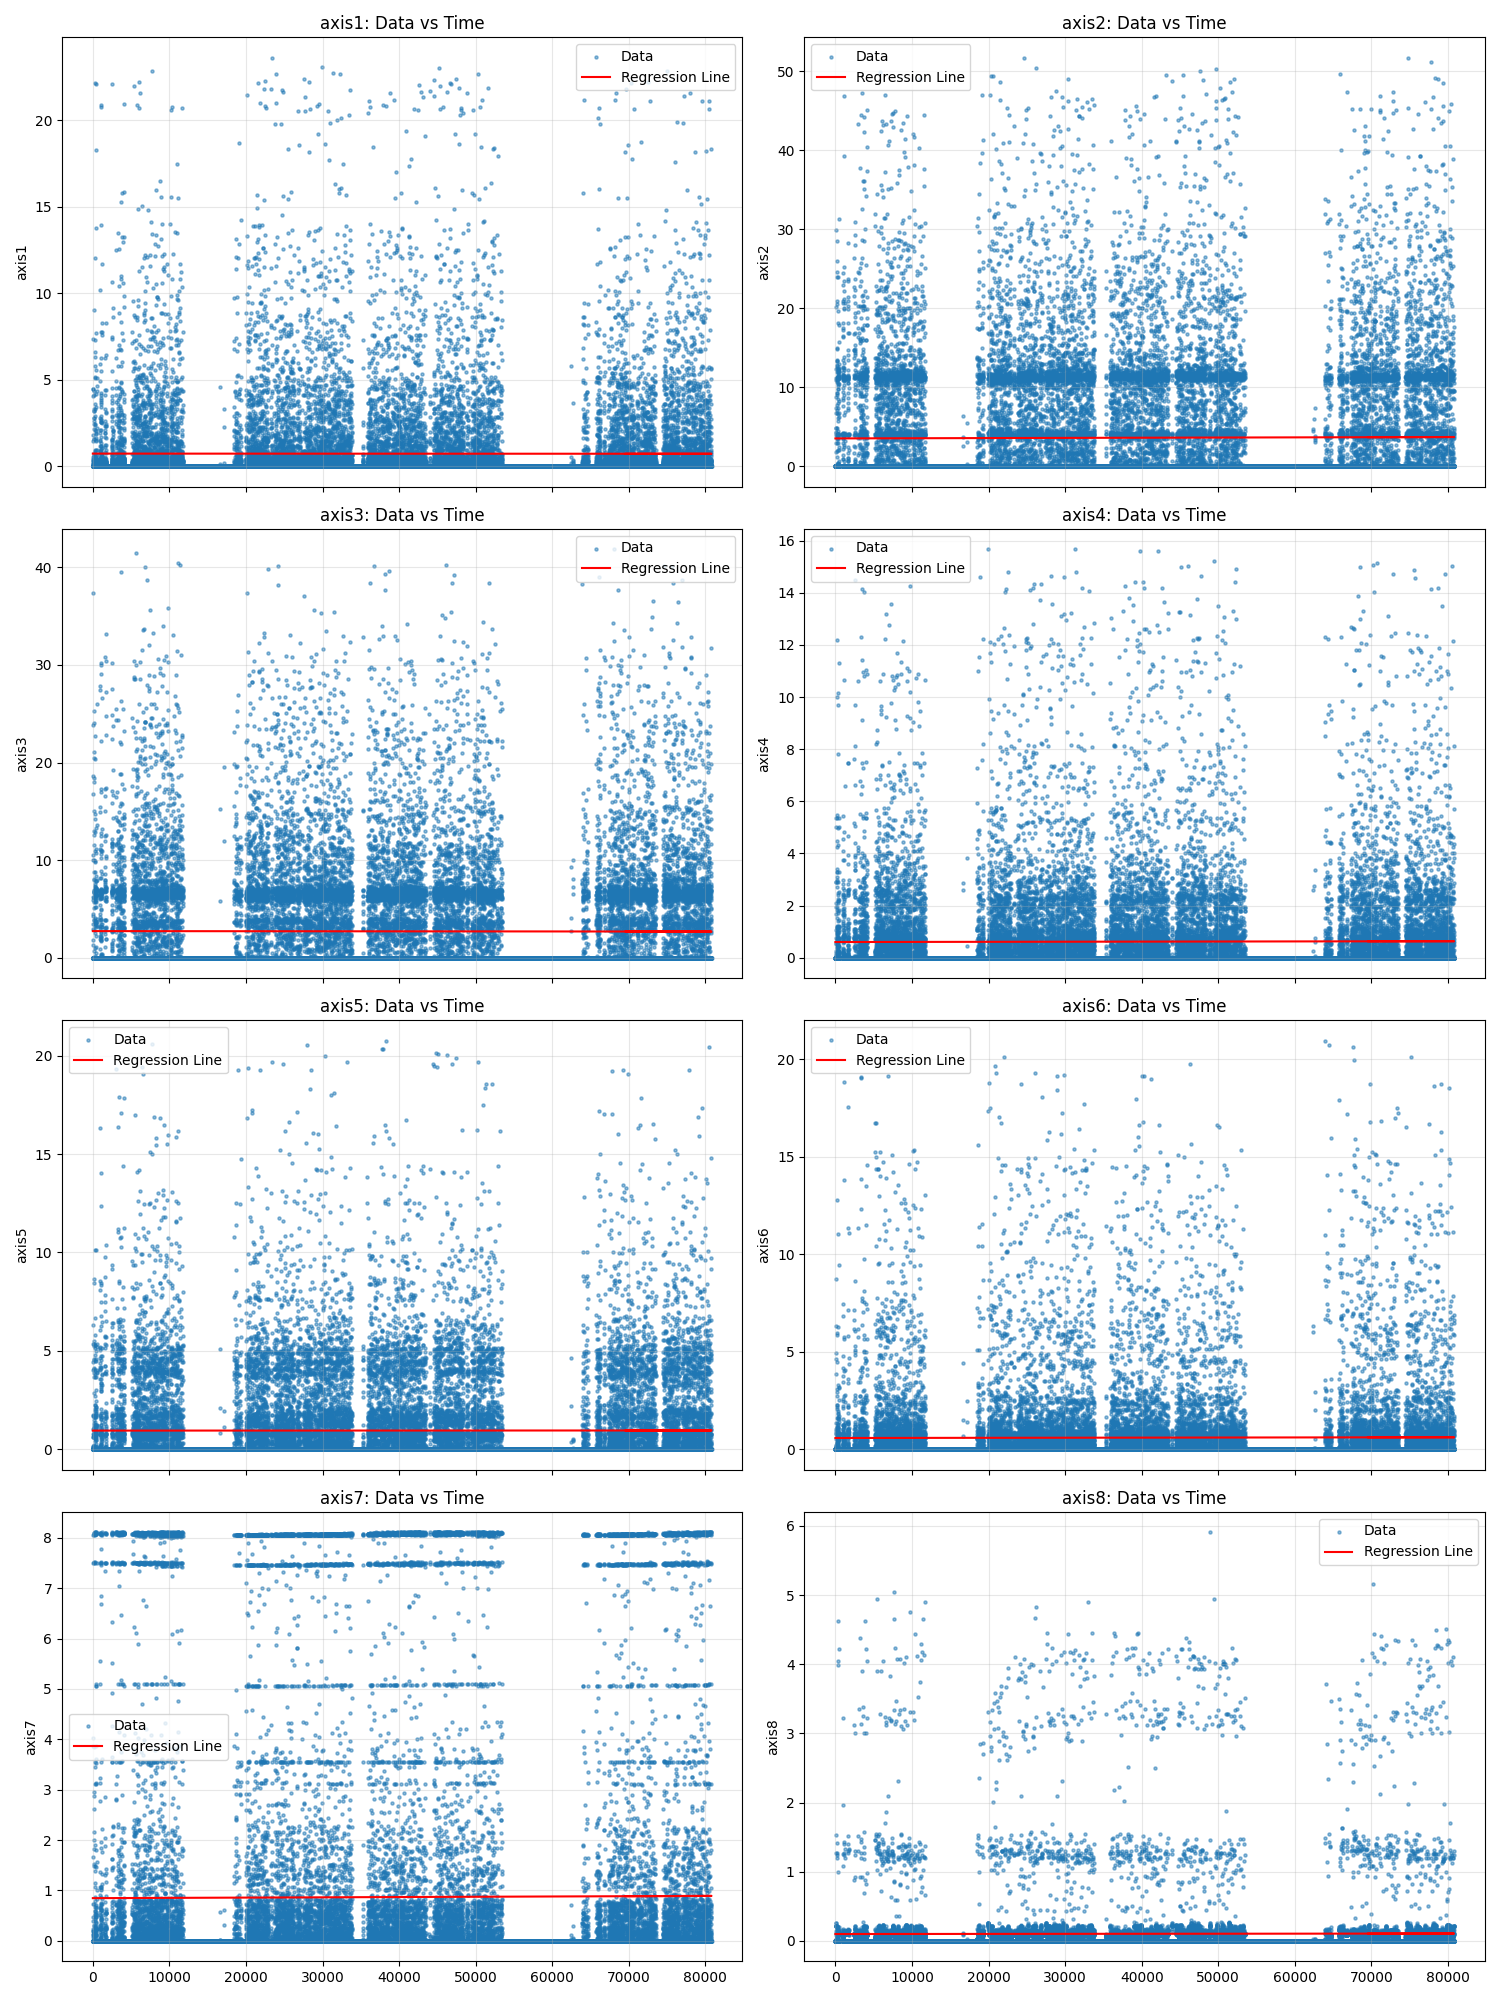 axis1: Data vs Time
Data
Regression Line
20
15
10
5
0
axis1
axis2: Data vs Time
Data
Regression Line
50
40
30
20
10
0
axis2
axis3: Data vs Time
Data
Regression Line
40
30
20
10
0
axis3
axis4: Data vs Time
Data
Regression Line
16
14
12
10
8
6
4
2
0
axis4
axis5: Data vs Time
Data
Regression Line
20
15
10
5
0
axis5
axis6: Data vs Time
Data
Regression Line
20
15
10
5
0
axis6
axis7: Data vs Time
8
7
6
5
4
3
2
1
0
axis7
Data
Regression Line
0 10000 20000 30000 40000 50000 60000 70000 80000
axis8: Data vs Time
Data
Regression Line
6
5
4
3
2
1
0
axis8
0 10000 20000 30000 40000 50000 60000 70000 80000